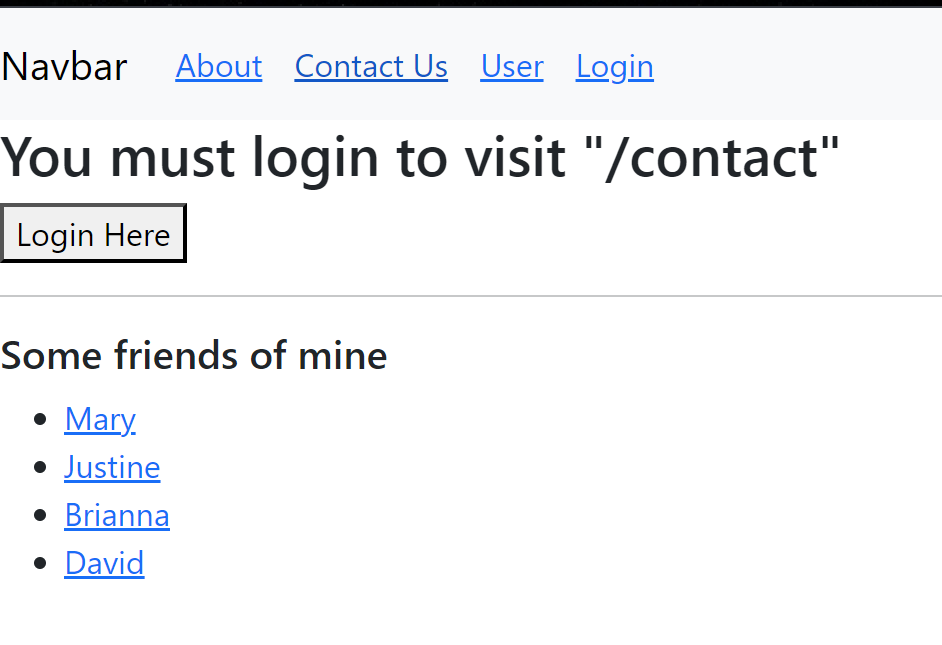 Navbar About Contact Us User Login
You must login to visit "/contact"
Login Here
Some friends of mine
Mary
Justine
Brianna
David